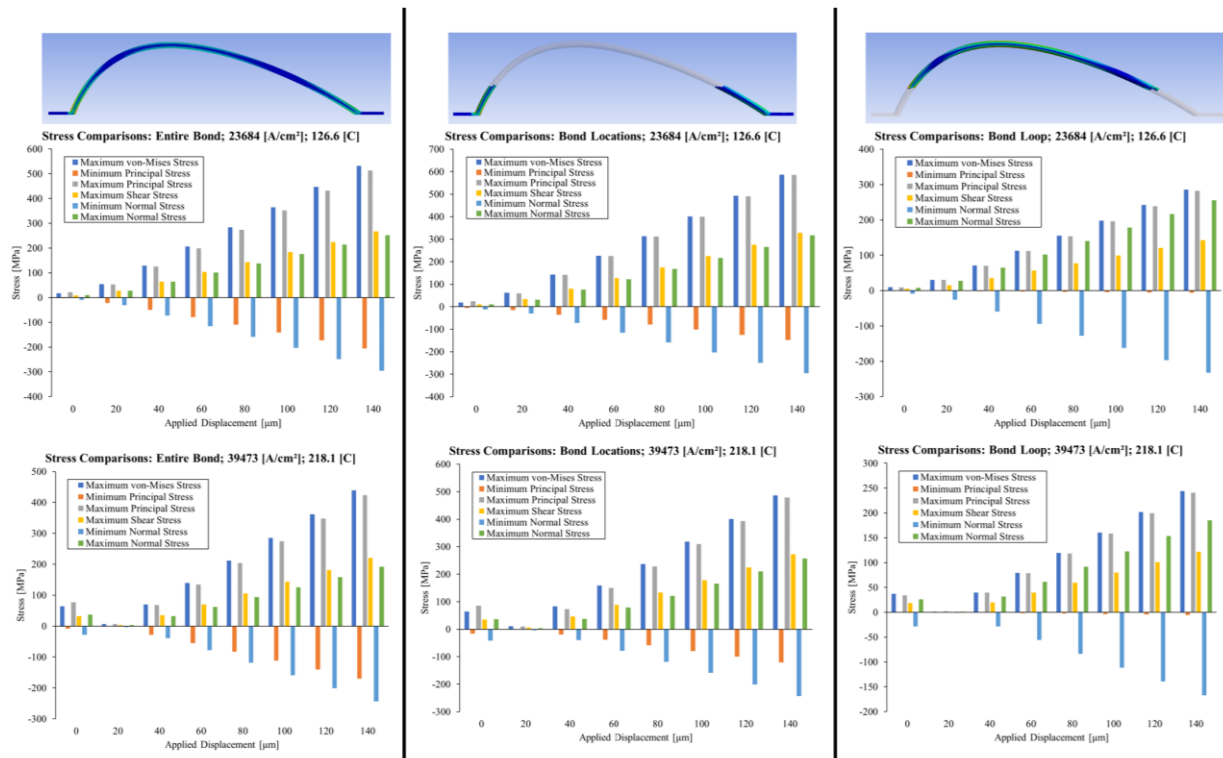 Stress Comparisons: Entire Bond; 23684 [A/cm²]; 126.6 [C]
600
500
400
300
200
100
0
-100
-200
-300
-400
Stress [MPa]
Maximum von-Mises Stress
Minimum Principal Stress
Maximum Principal Stress
Maximum Shear Stress
Minimum Normal Stress
Maximum Normal Stress
0 20 40 60 80 100 120 140
Applied Displacement [µm]
Stress Comparisons: Entire Bond; 39473 [A/cm²]; 218.1 [C]
500
400
300
200
100
0
-100
-200
-300
Stress [MPa]
Maximum von-Mises Stress
Minimum Principal Stress
Maximum Principal Stress
Maximum Shear Stress
Minimum Normal Stress
Maximum Normal Stress
0 20 40 60 80 100 120 140
Applied Displacement [µm]
Stress Comparisons: Bond Locations, 23684 [A/cm²]; 126.6 [C]
700
600
500
400
300
200
100
0
-100
-200
-300
-400
Stress [MPa]
Maximum von-Mises Stress
Minimum Principal Stress
Maximum Principal Stress
Maximum Shear Stress
Minimum Normal Stress
Maximum Normal Stress
0 20 40 60 80 100 120 140
Applied Displacement [µm]
Stress Comparisons: Bond Locations; 39473 [A/cm²]; 218.1 [C]
600
500
400
300
200
100
0
-100
-200
-300
Stress [MPa]
Maximum von-Mises Stress
Minimum Principal Stress
Maximum Principal Stress
Maximum Shear Stress
Minimum Normal Stress
Maximum Normal Stress
0 20 40 60 80 100 120 140
Applied Displacement [µm]
Stress Comparisons: Bond Loop; 23684 [A/cm²]; 126.6 [C]
400
300
200
100
0
-100
-200
-300
Stress [MPa]
Maximum von-Mises Stress
Minimum Principal Stress
Maximum Principal Stress
Maximum Shear Stress
Minimum Normal Stress
Maximum Normal Stress
0 20 40 60 80 100 120 140
Applied Displacement [µm]
Stress Comparisons: Bond Loop; 39473 [A/cm²]; 218.1 [C]
300
250
200
150
100
50
0
-50
-100
-150
-200
Stress [MPa]
Maximum von-Mises Stress
Minimum Principal Stress
Maximum Principal Stress
Maximum Shear Stress
Minimum Normal Stress
Maximum Normal Stress
0 20 40 60 80 100 120 140
Applied Displacement [µm]